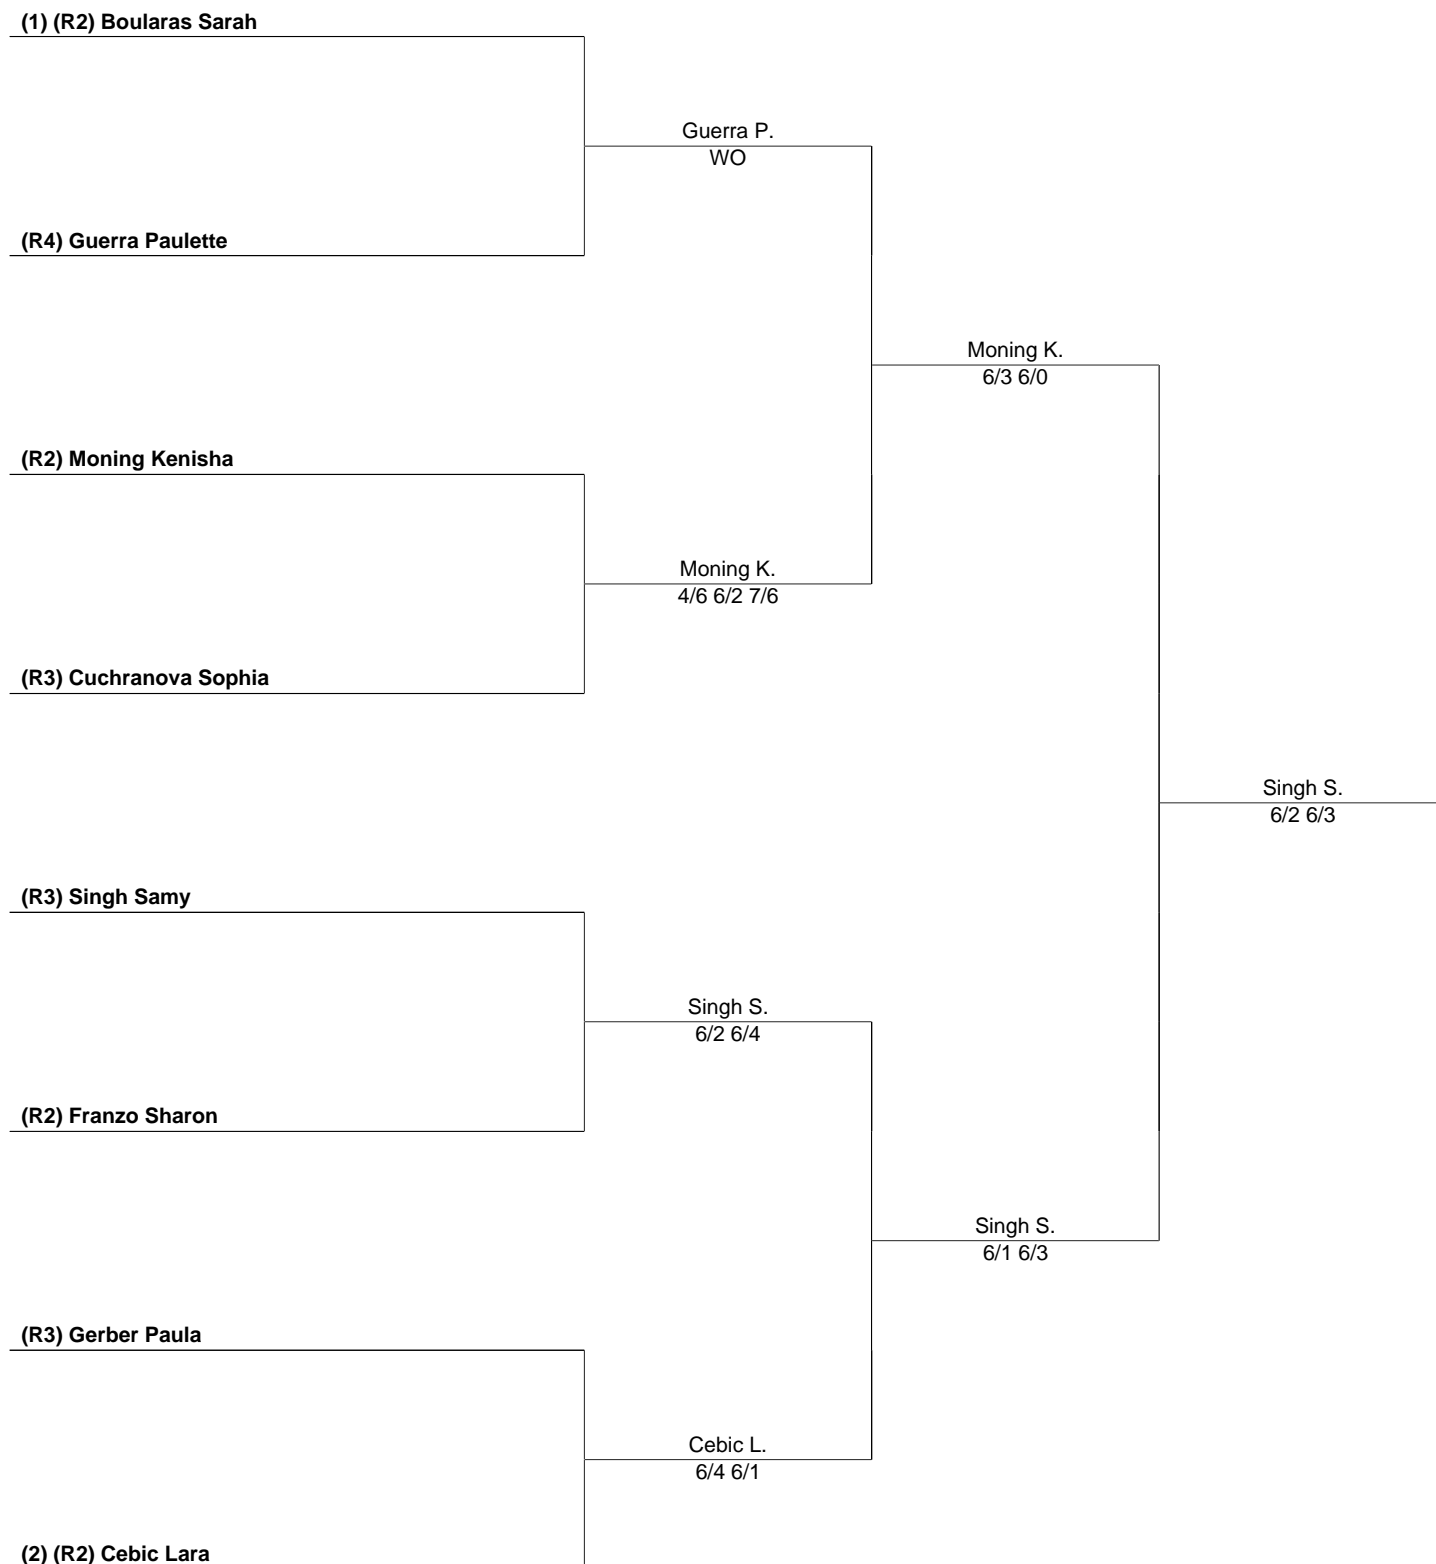 (1) (R2) Boularas Sarah
Guerra P.
WO
(R4) Guerra Paulette
Moning K.
6/3 6/0
(R2) Moning Kenisha
Moning K.
4/6 6/2 7/6
(R3) Cuchranova Sophia
Singh S.
6/2 6/3
(R3) Singh Samy
Singh S.
6/2 6/4
(R2) Franzo Sharon
Singh S.
6/1 6/3
(R3) Gerber Paula
Cebic L.
6/4 6/1
(2) (R2) Cebic Lara